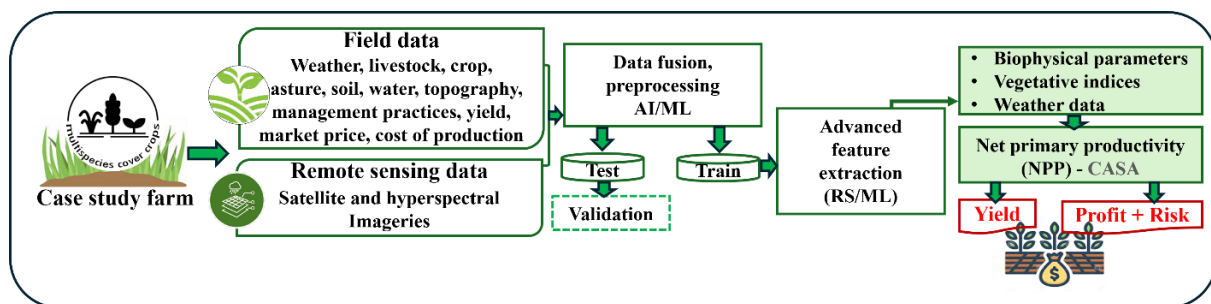 multispecies cover crops
Case study farm
Field data
Weather, livestock, crop,
asture, soil, water, topography,
management practices, yield,
market price, cost of production
Remote sensing data
Satellite and hyperspectral
Imageries
Data fusion,
preprocessing
AI/ML
Test
Train
Validation
Advanced
feature
extraction
(RS/ML)
• Biophysical parameters
• Vegetative indices
• Weather data
Net primary productivity
(NPP) - CASA
Yield
Profit + Risk
$